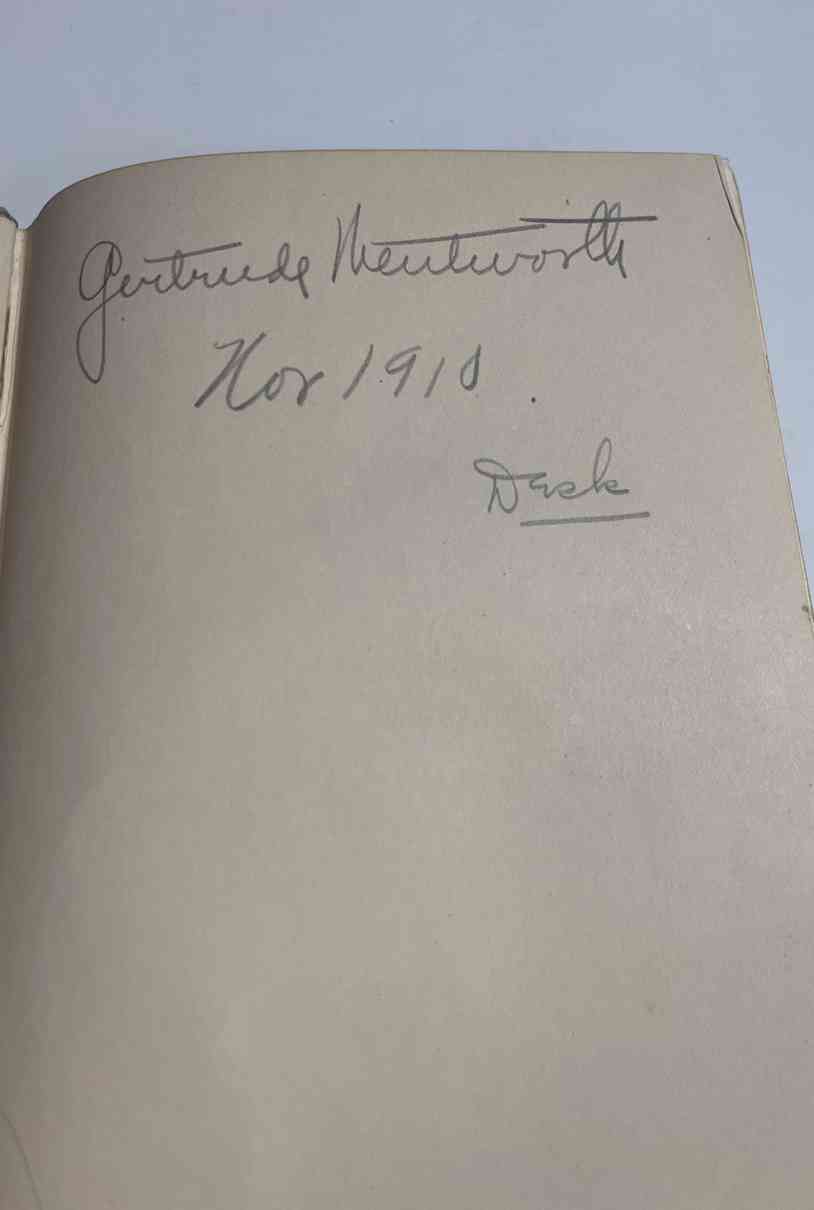 Gertrude Wentworth
Nov 1910.
Desk